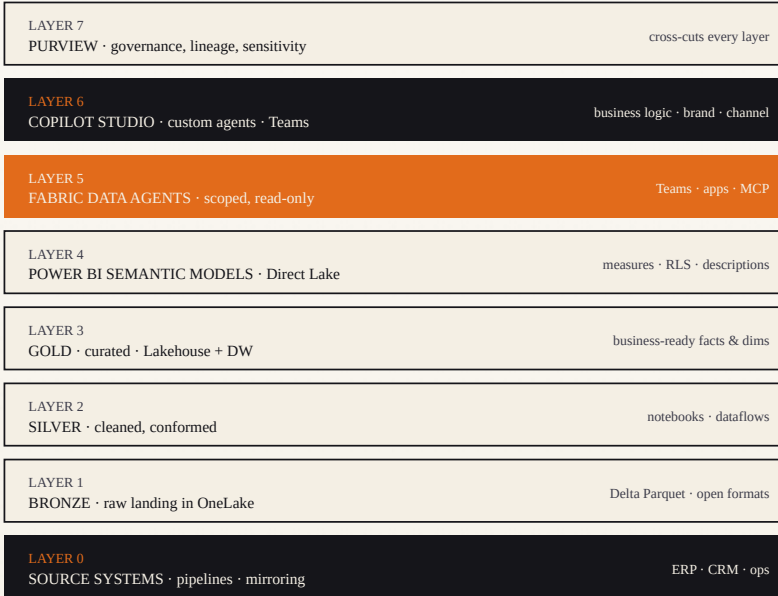 LAYER 7
PURVIEW · governance, lineage, sensitivity
cross-cuts every layer
LAYER 6
COPILOT STUDIO · custom agents · Teams
business logic · brand · channel
LAYER 5
FABRIC DATA AGENTS · scoped, read-only
Teams · apps · MCP
LAYER 4
POWER BI SEMANTIC MODELS · Direct Lake
measures · RLS · descriptions
LAYER 3
GOLD · curated · Lakehouse + DW
business-ready facts & dims
LAYER 2
SILVER · cleaned, conformed
notebooks · dataflows
LAYER 1
BRONZE · raw landing in OneLake
Delta Parquet · open formats
LAYER 0
SOURCE SYSTEMS · pipelines · mirroring
ERP · CRM · ops